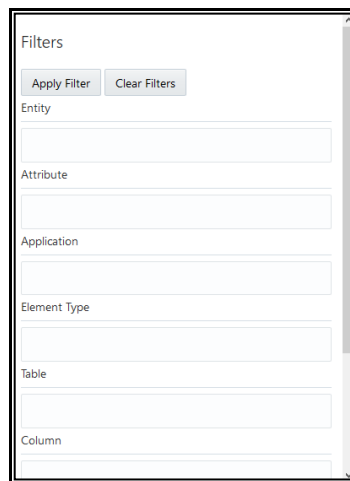 Filters
Apply Filter Clear Filters
Entity
Attribute
Application
Element Type
Table
Column